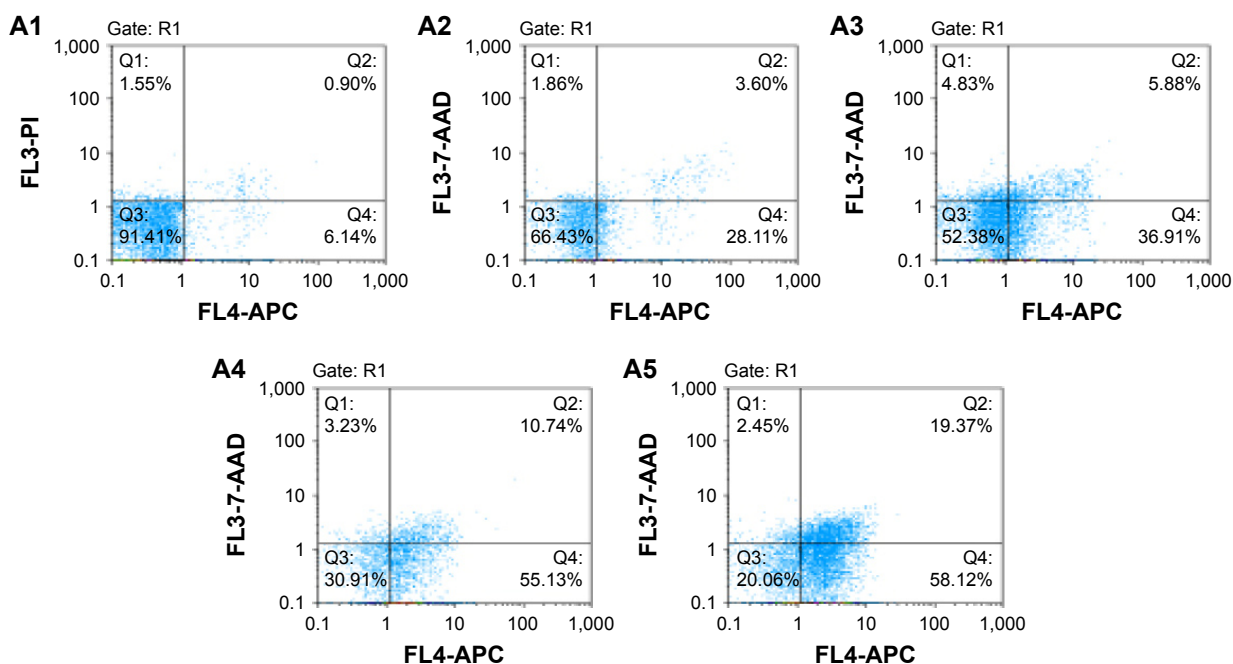 A1
Gate: R1
1,000
100
10
1
0.1
FL3-PI
Q1:
1.55%
Q2:
0.90%
Q3:
91.41%
Q4:
6.14%
0.1 1 10 100 1,000
FL4-APC
A2
Gate: R1
1,000
100
10
1
0.1
FL3-7-AAD
Q1:
1.86%
Q2:
3.60%
Q3:
66.43%
Q4:
28.11%
0.1 1 10 100 1,000
FL4-APC
A3
Gate: R1
1,000
100
10
1
0.1
FL3-7-AAD
Q1:
4.83%
Q2:
5.88%
Q3:
52.38%
Q4:
36.91%
0.1 1 10 100 1,000
FL4-APC
A4
Gate: R1
1,000
100
10
1
0.1
FL3-7-AAD
Q1:
3.23%
Q2:
10.74%
Q3:
30.91%
Q4:
55.13%
0.1 1 10 100 1,000
FL4-APC
A5
Gate: R1
1,000
100
10
1
0.1
FL3-7-AAD
Q1:
2.45%
Q2:
19.37%
Q3:
20.06%
Q4:
58.12%
0.1 1 10 100 1,000
FL4-APC